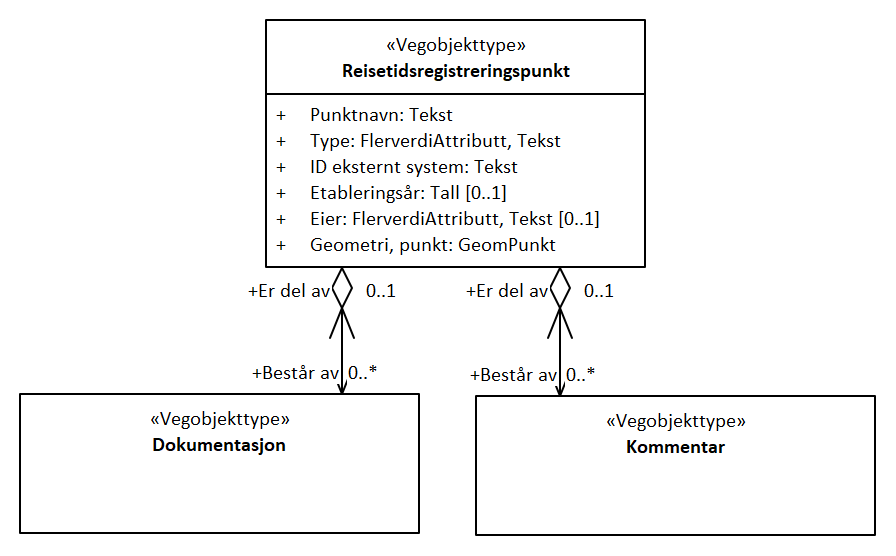 «Vegobjekttype»
Reisetidsregistreringspunkt
+ Punktnavn: Tekst
+ Type: FlerverdiAttributt, Tekst
+ ID eksternt system: Tekst
+ Etableringsår: Tall [0..1]
+ Eier: FlerverdiAttributt, Tekst [0..1]
+ Geometri, punkt: GeomPunkt
+Er del av 0..1 +Er del av 0..1
+Består av 0..* +Består av 0..*
«Vegobjekttype»
Dokumentasjon
«Vegobjekttype»
Kommentar